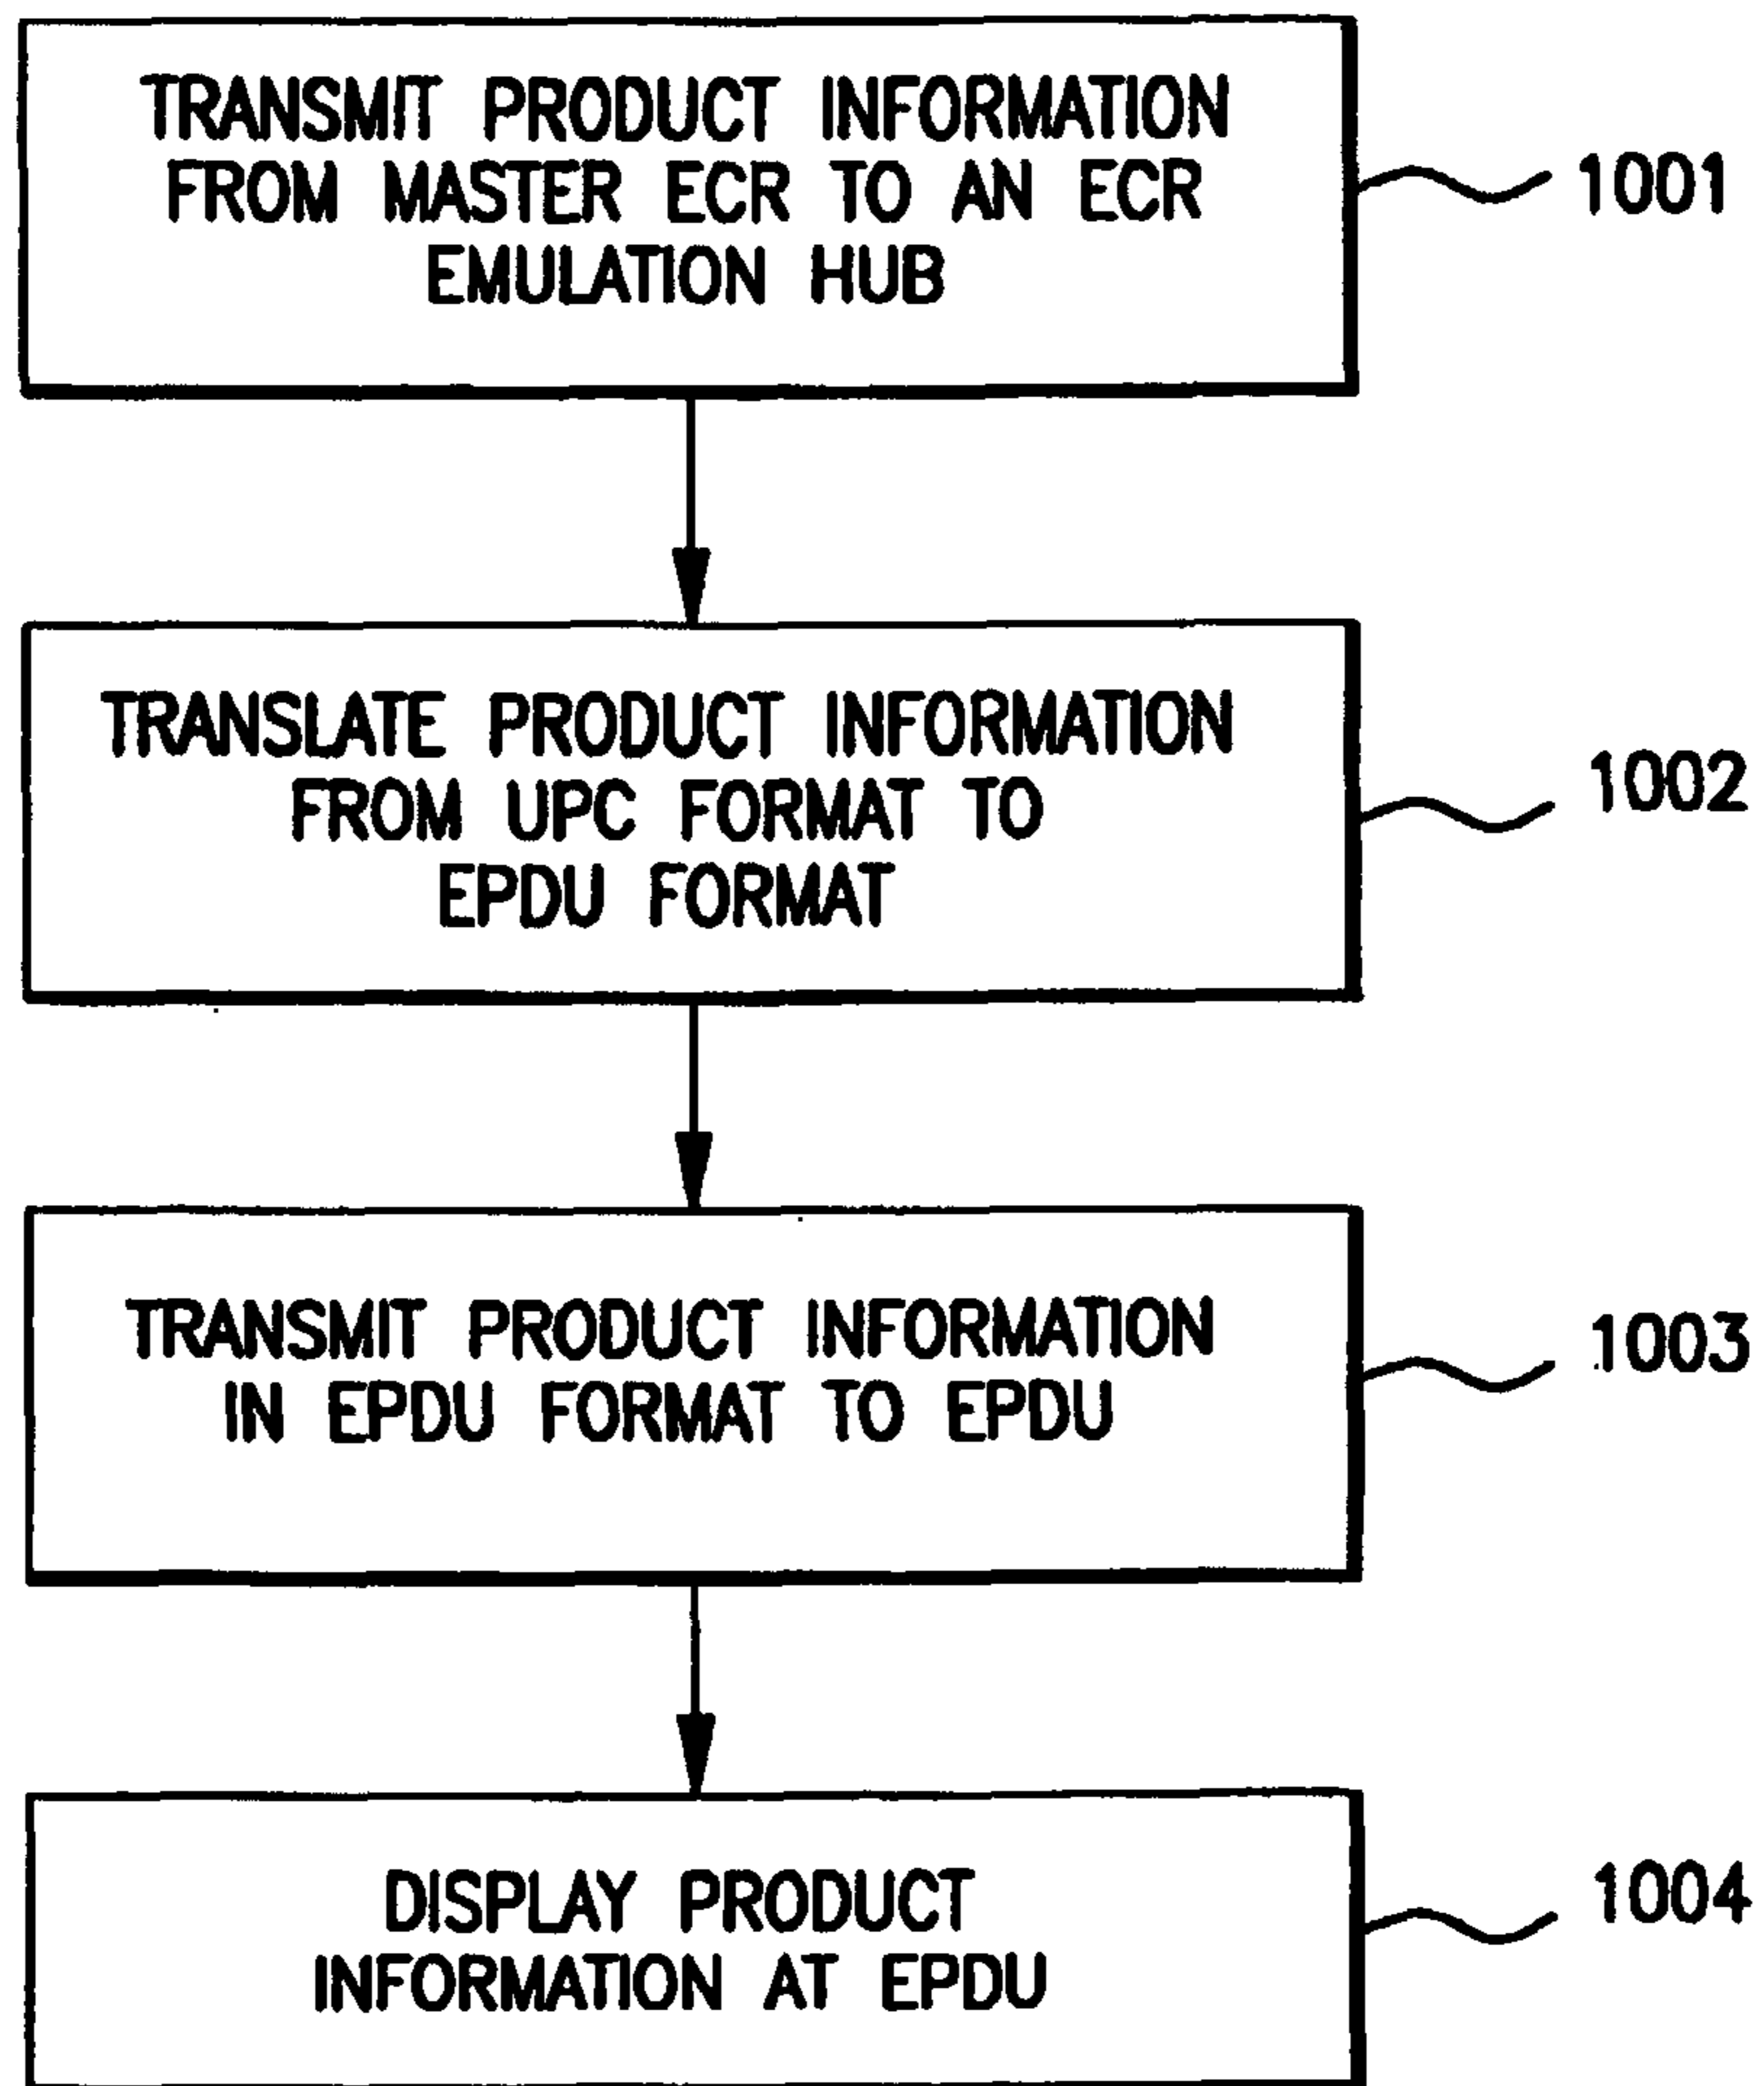 TRANSMIT PRODUCT INFORMATION
FROM MASTER ECR TO AN ECR
EMULATION HUB
1001
TRANSLATE PRODUCT INFORMATION
FROM UPC FORMAT TO
EPDU FORMAT
1002
TRANSMIT PRODUCT INFORMATION
IN EPDU FORMAT TO EPDU
1003
DISPLAY PRODUCT
INFORMATION AT EPDU
1004